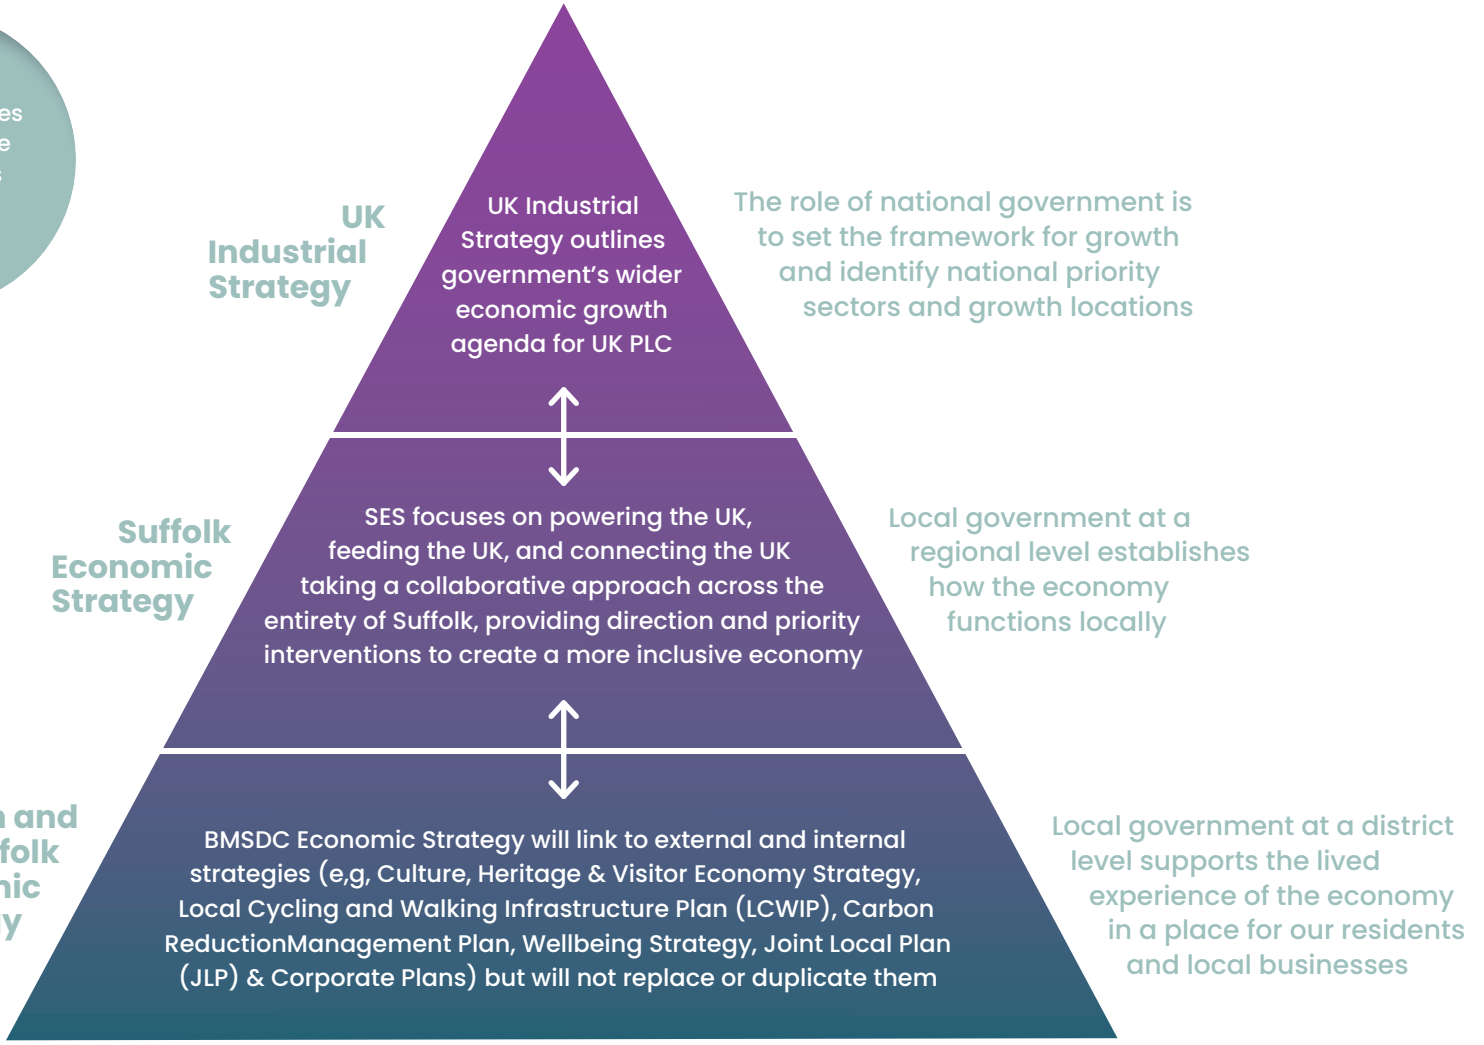 es
e
s
UK
Industrial
Strategy
UK Industrial
Strategy outlines
government's wider
economic growth
agenda for UK PLC
The role of national government is
to set the framework for growth
and identify national priority
sectors and growth locations
Suffolk
Economic
Strategy
SES focuses on powering the UK,
feeding the UK, and connecting the UK
taking a collaborative approach across the
entirety of Suffolk, providing direction and priority
interventions to create a more inclusive economy
Local government at a
regional level establishes
how the economy
functions locally
and
folk
nic
y
BMSDC Economic Strategy will link to external and internal
strategies (e,g, Culture, Heritage & Visitor Economy Strategy,
Local Cycling and Walking Infrastructure Plan (LCWIP), Carbon
ReductionManagement Plan, Wellbeing Strategy, Joint Local Plan
(JLP) & Corporate Plans) but will not replace or duplicate them
Local government at a district
level supports the lived
experience of the economy
in a place for our residents
and local businesses